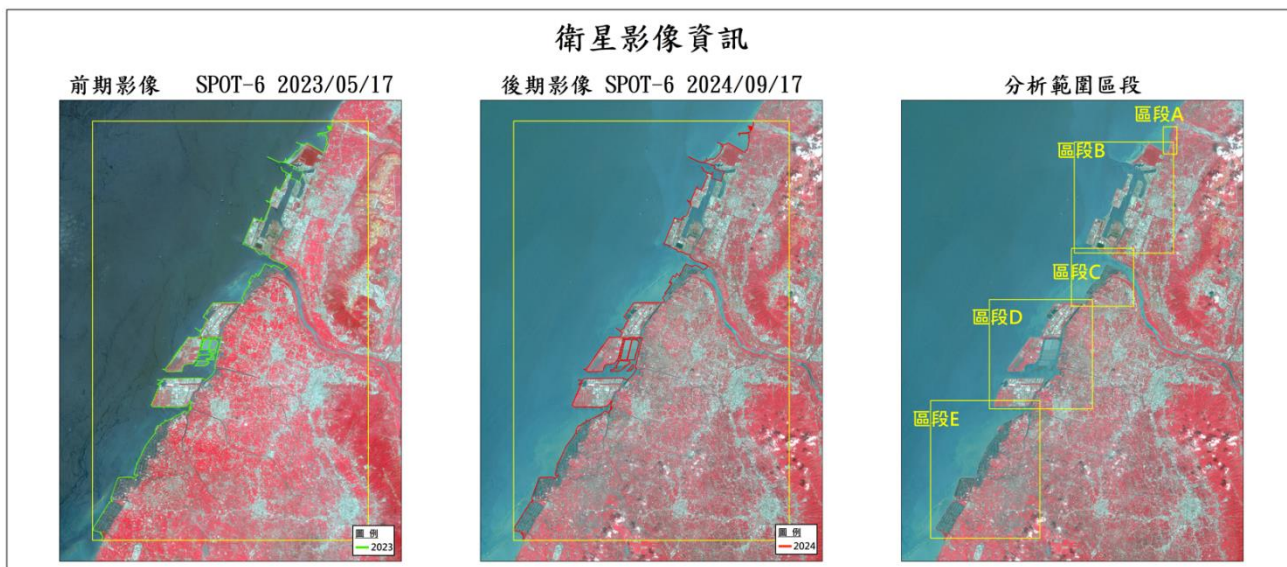 衛星影像資訊
前期影像 SPOT-6 2023/05/17
後期影像 SPOT-6 2024/09/17
分析範圍區段
區段A
區段B
區段C
區段D
區段E
圖 例
2023
圖 例
2024